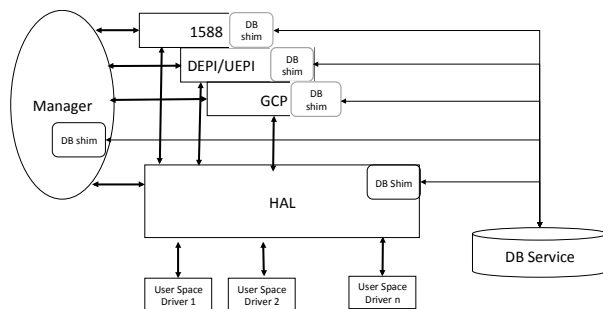 1588
DB
shim
DEPI/UEPI
DB
shim
GCP
DB
shim
Manager
DB shim
DB Shim
HAL
DB Service
User Space
Driver 1
User Space
Driver 2
User Space
Driver n